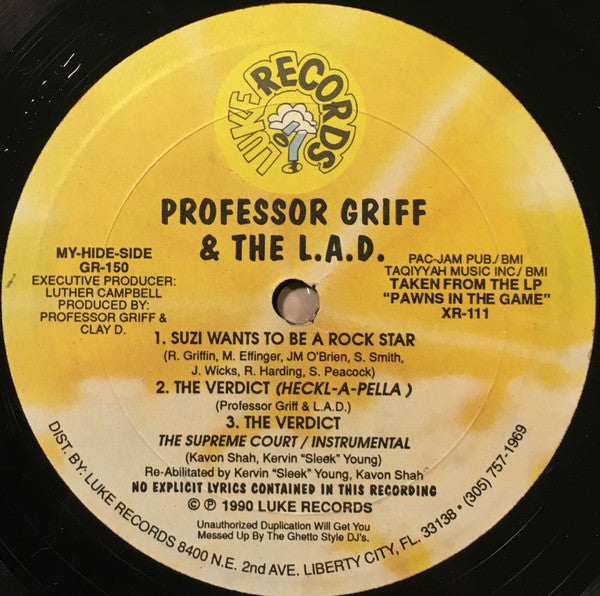 LUKE RECORDS
PROFESSOR GRIFF
& THE L.A.D.
MY-HIDE-SIDE
GR-150
EXECUTIVE PRODUCER:
LUTHER CAMPBELL
PRODUCED BY:
PROFESSOR GRIFF &
CLAY D.
PAC-JAM PUB./ BMI
TAQIYYAH MUSIC INC./ BMI
TAKEN FROM THE LP
"PAWNS IN THE GAME"
XR-111
1. SUZI WANTS TO BE A ROCK STAR
(R. Griffin, M. Effinger, JM O'Brien, S. Smith,
J. Wicks, R. Harding, S. Peacock)
2. THE VERDICT (HECKL-A-PELLA )
(Professor Griff & L.A.D.)
3. THE VERDICT
THE SUPREME COURT / INSTRUMENTAL
(Kavon Shah, Kervin "Sleek" Young)
Re-Abilitated by Kervin "Sleek" Young, Kavon Shah
NO EXPLICIT LYRICS CONTAINED IN THIS RECORDING
© ℗ 1990 LUKE RECORDS
Unauthorized Duplication Will Get You
Messed Up By The Ghetto Style DJ's.
DIST. BY: LUKE RECORDS 8400 N.E. 2nd AVE. LIBERTY CITY, FL. 33138 • (305) 757-1969